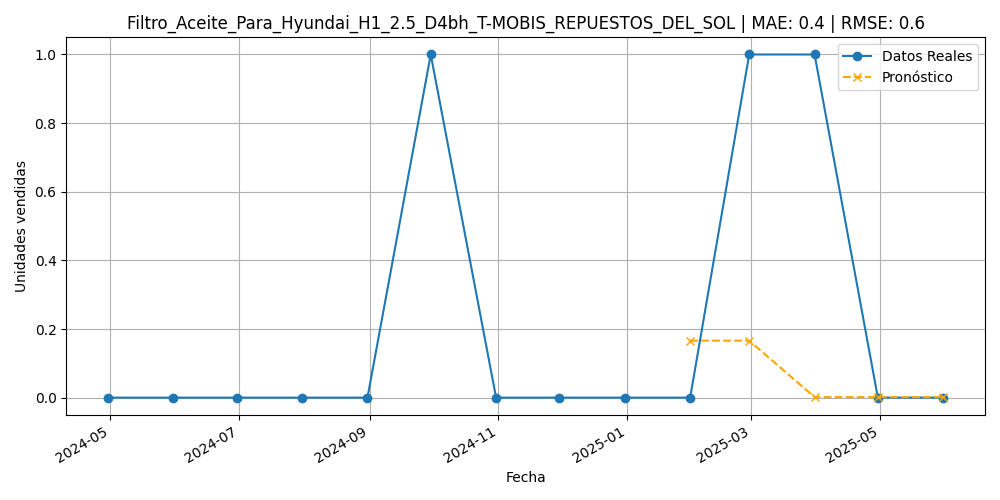 Filtro_Aceite_Para_Hyundai_H1_2.5_D4bh_T-MOBIS_REPUESTOS_DEL_SOL | MAE: 0.4 | RMSE: 0.6
Datos Reales
Pronóstico
Unidades vendidas
1.0
0.8
0.6
0.4
0.2
0.0
2024-05
2024-07
2024-09
2024-11
2025-01
2025-03
2025-05
Fecha